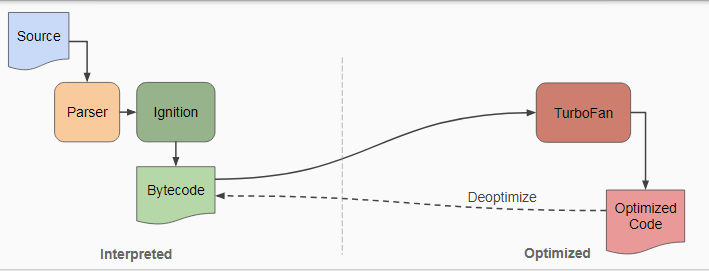 Source
Parser
Ignition
TurboFan
Bytecode
Deoptimize
Optimized
Code
Interpreted
Optimized